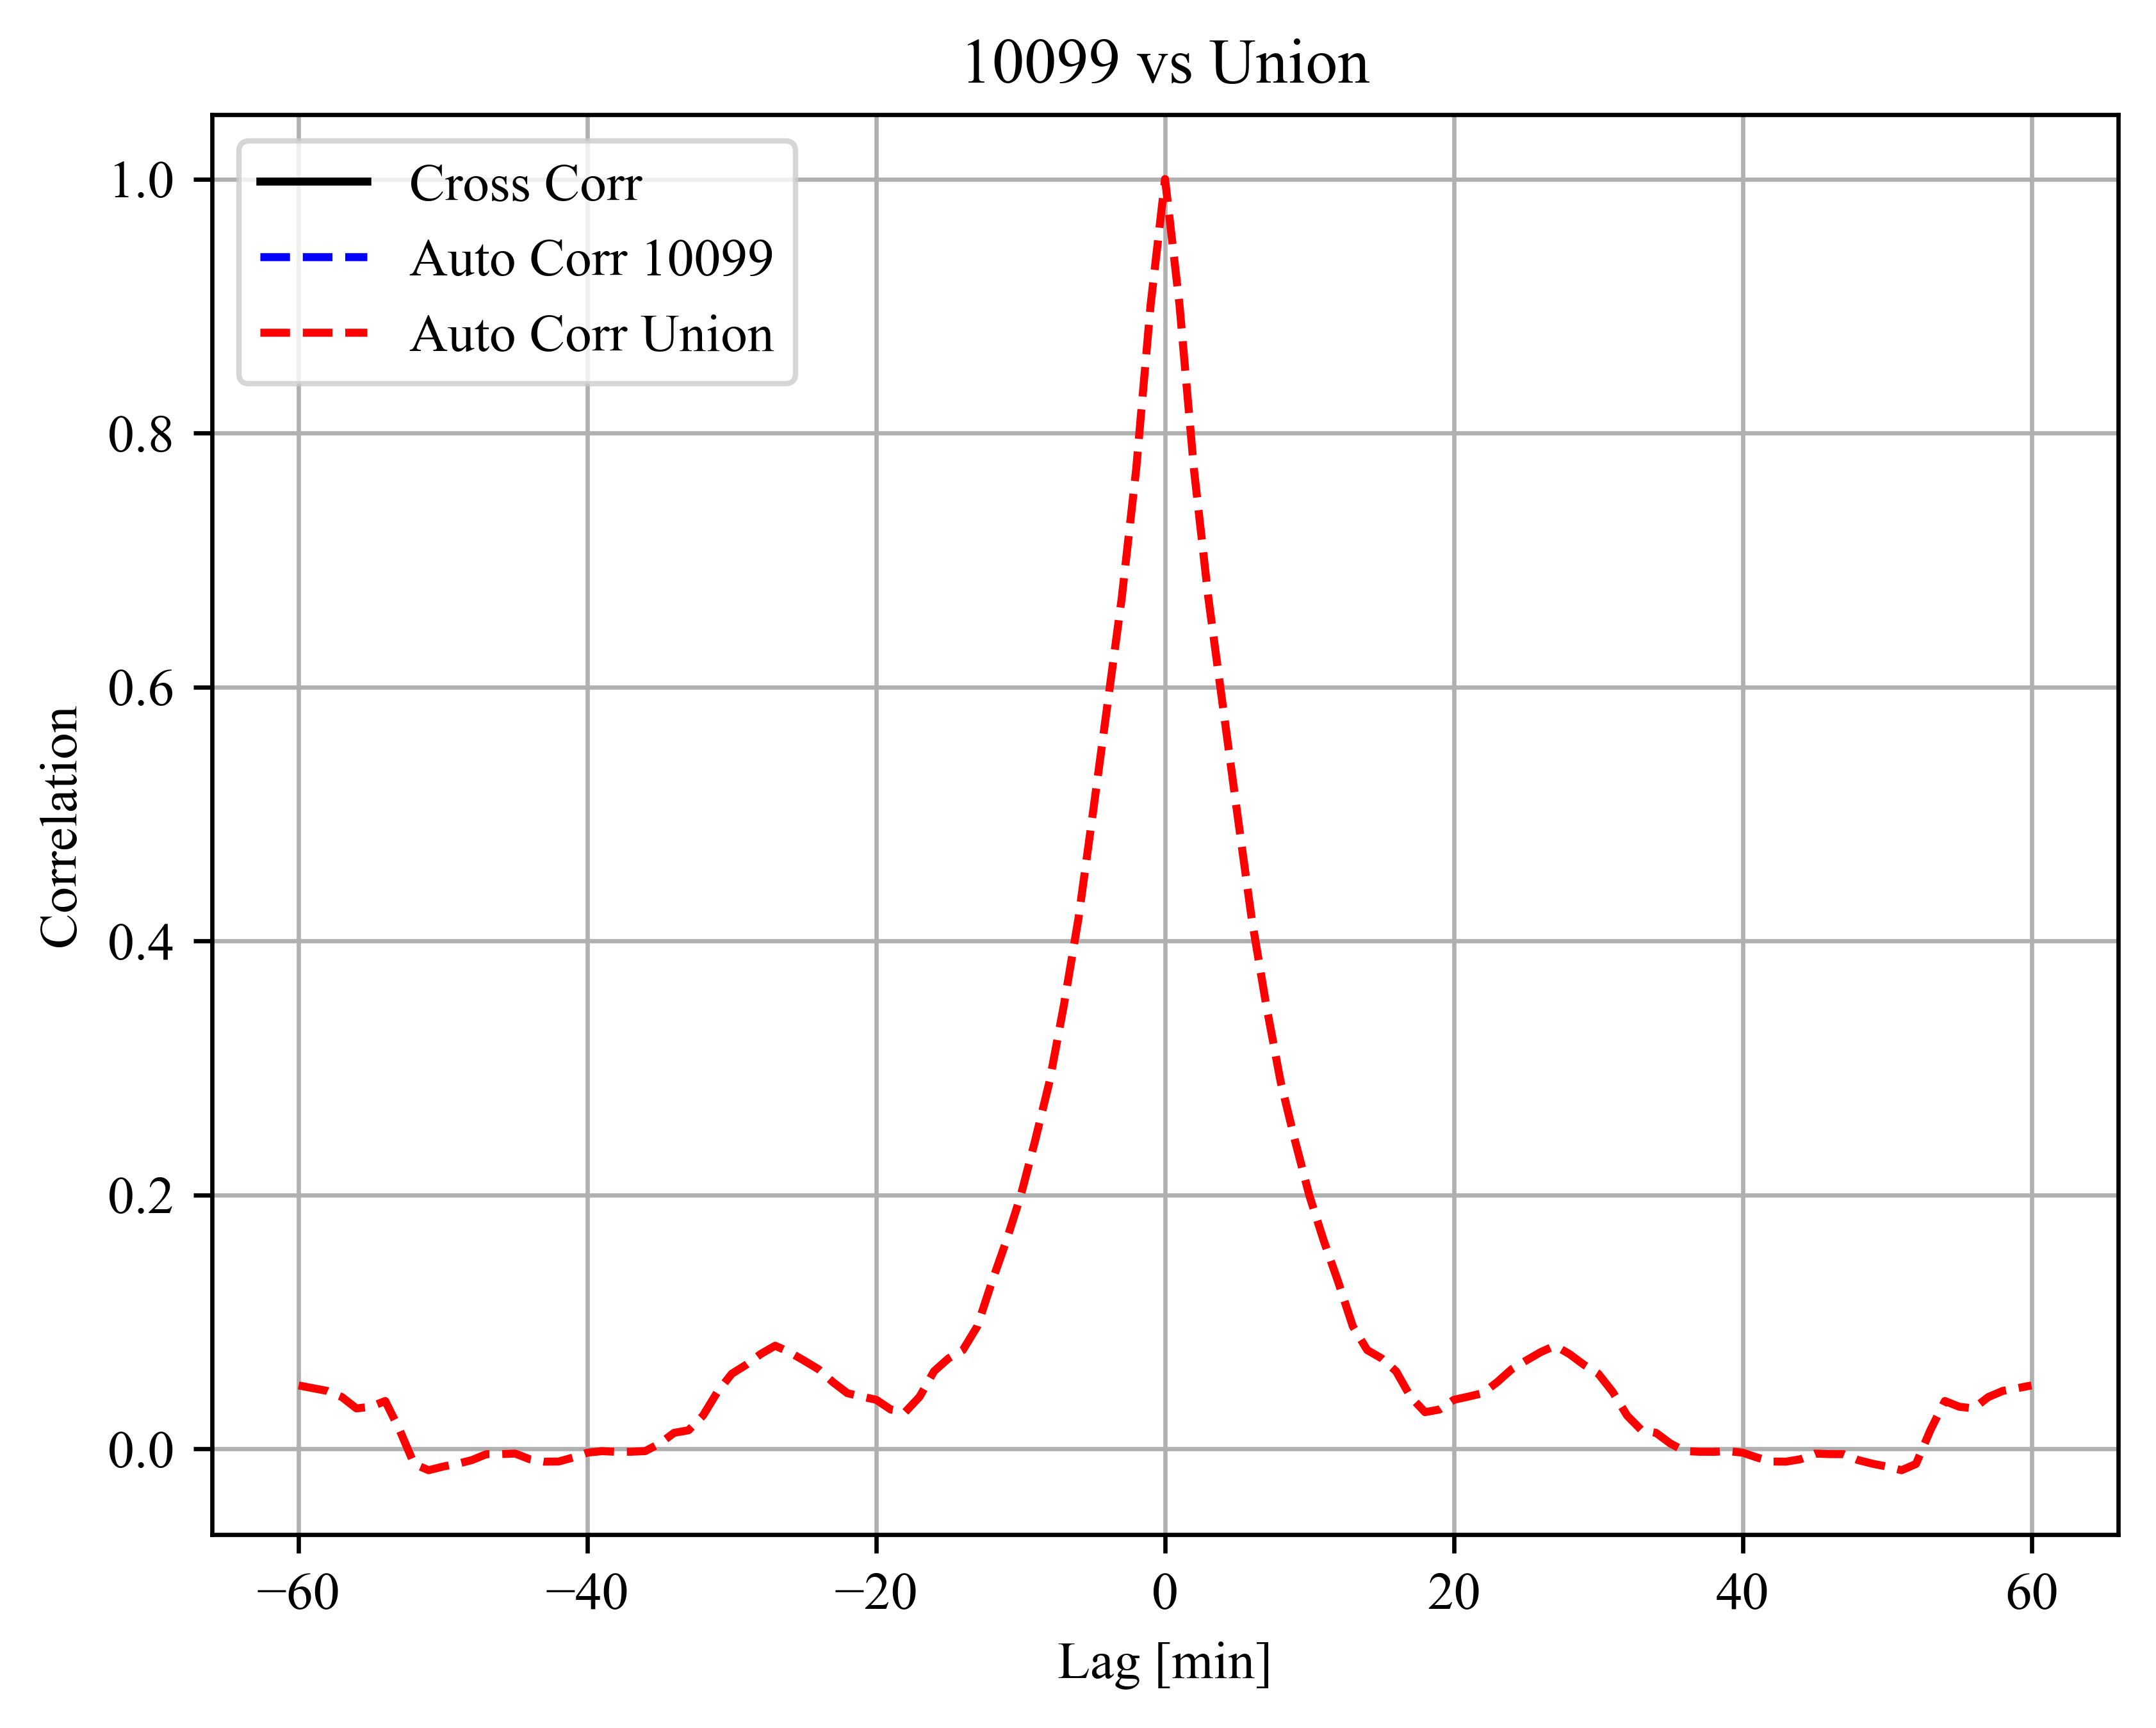 10099 vs Union
Cross Corr
Auto Corr 10099
Auto Corr Union
1.0
0.8
0.6
0.4
0.2
0.0
Correlation
−60 −40 −20 0 20 40 60
Lag [min]